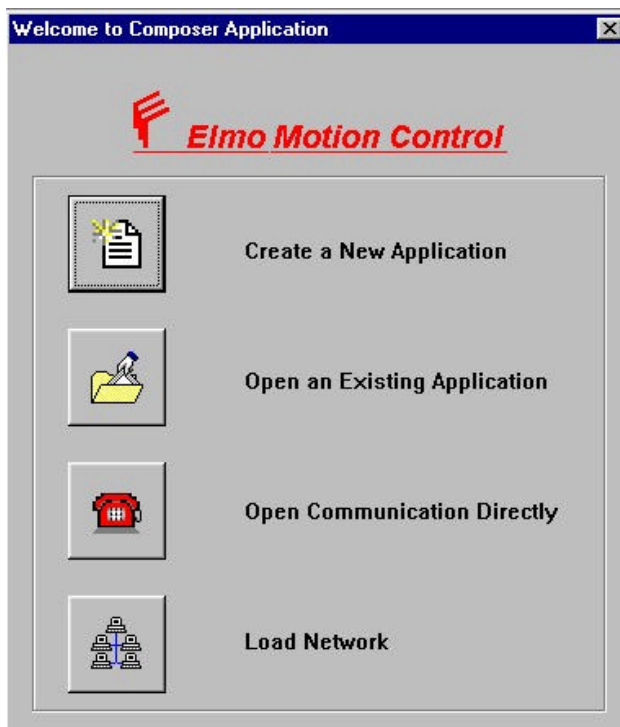 Welcome to Composer Application
Elmo Motion Control
Create a New Application
Open an Existing Application
Open Communication Directly
Load Network